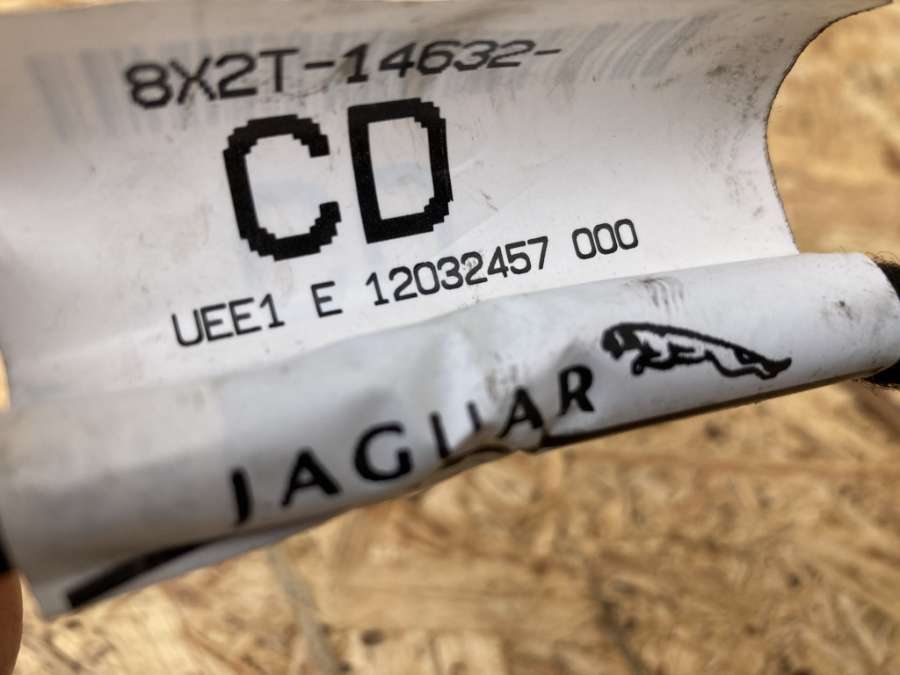 8X2T-14632-
CD
UEE1 E 12032457 000
JAGUAR